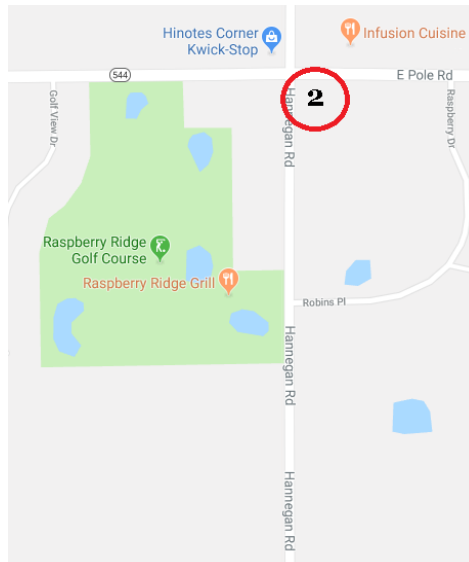 Hinotes Corner
Kwick-Stop
Infusion Cuisine
544
E Pole Rd
2
Golf View Dr
Hannegan Rd
Raspberry Dr
Raspberry Ridge
Golf Course
Raspberry Ridge Grill
Robins Pl
Hannegan Rd
Hannegan Rd